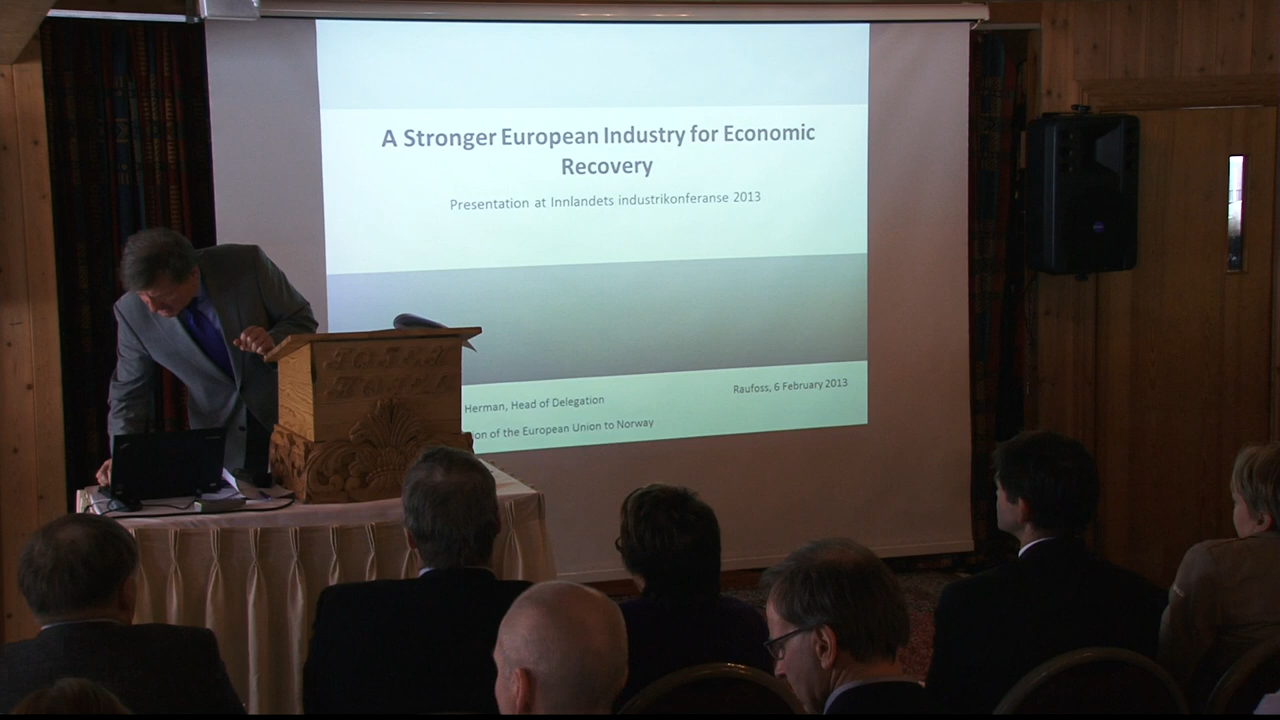 A Stronger European Industry for Economic
Recovery
Presentation at Innlandets industrikonferanse 2013
Raufoss, 6 February 2013
Herman, Head of Delegation
of the European Union to Norway